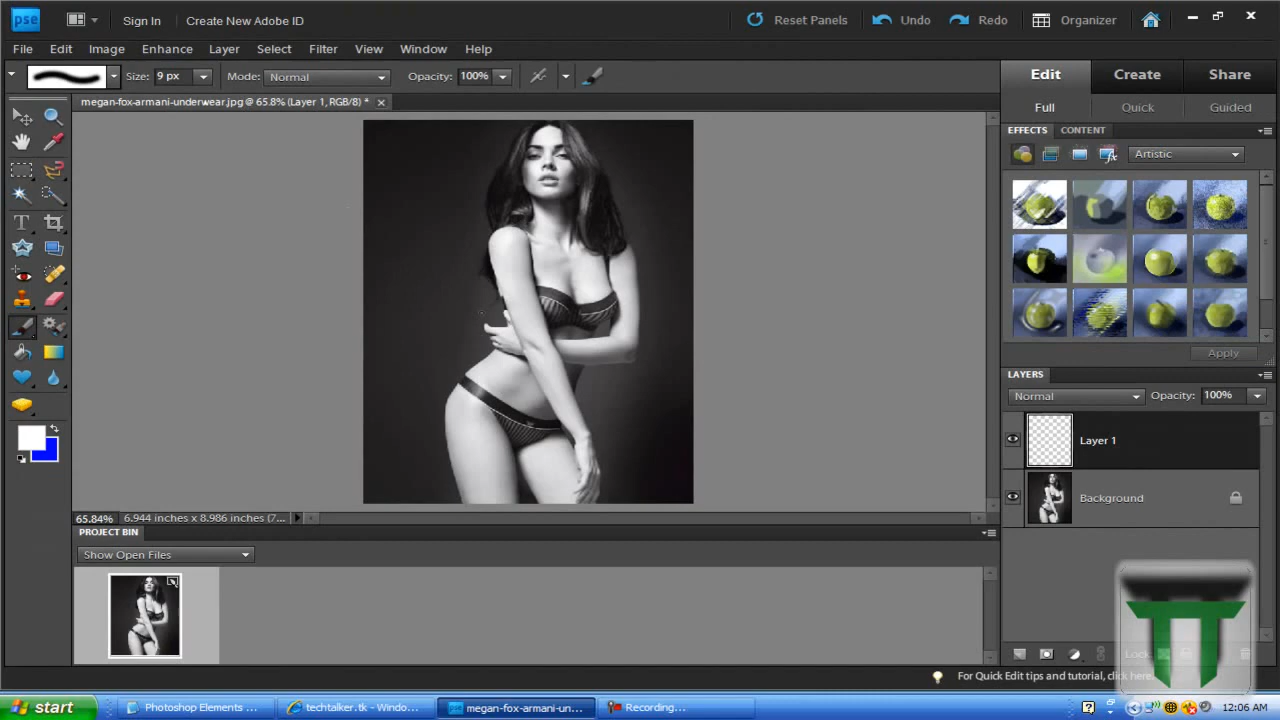 pse Sign In Create New Adobe ID Reset Panels Undo Redo Organizer
File Edit Image Enhance Layer Select Filter View Window Help
Size: 9 px Mode: Normal Opacity: 100%
Edit Create Share
megan-fox-armani-underwear.jpg @ 65.8% (Layer 1, RGB/8) *
Full Quick Guided
EFFECTS CONTENT
Artistic
Apply
LAYERS
Normal Opacity: 100%
Layer 1
Background
65.84% 6.944 inches x 8.986 inches (7...
PROJECT BIN
Show Open Files
Lock:
For Quick Edit tips and tutorial, click here.
TT
start Photoshop Elements ... techtalker.tk - Windo... megan-fox-armani-un... Recording... 12:06 AM